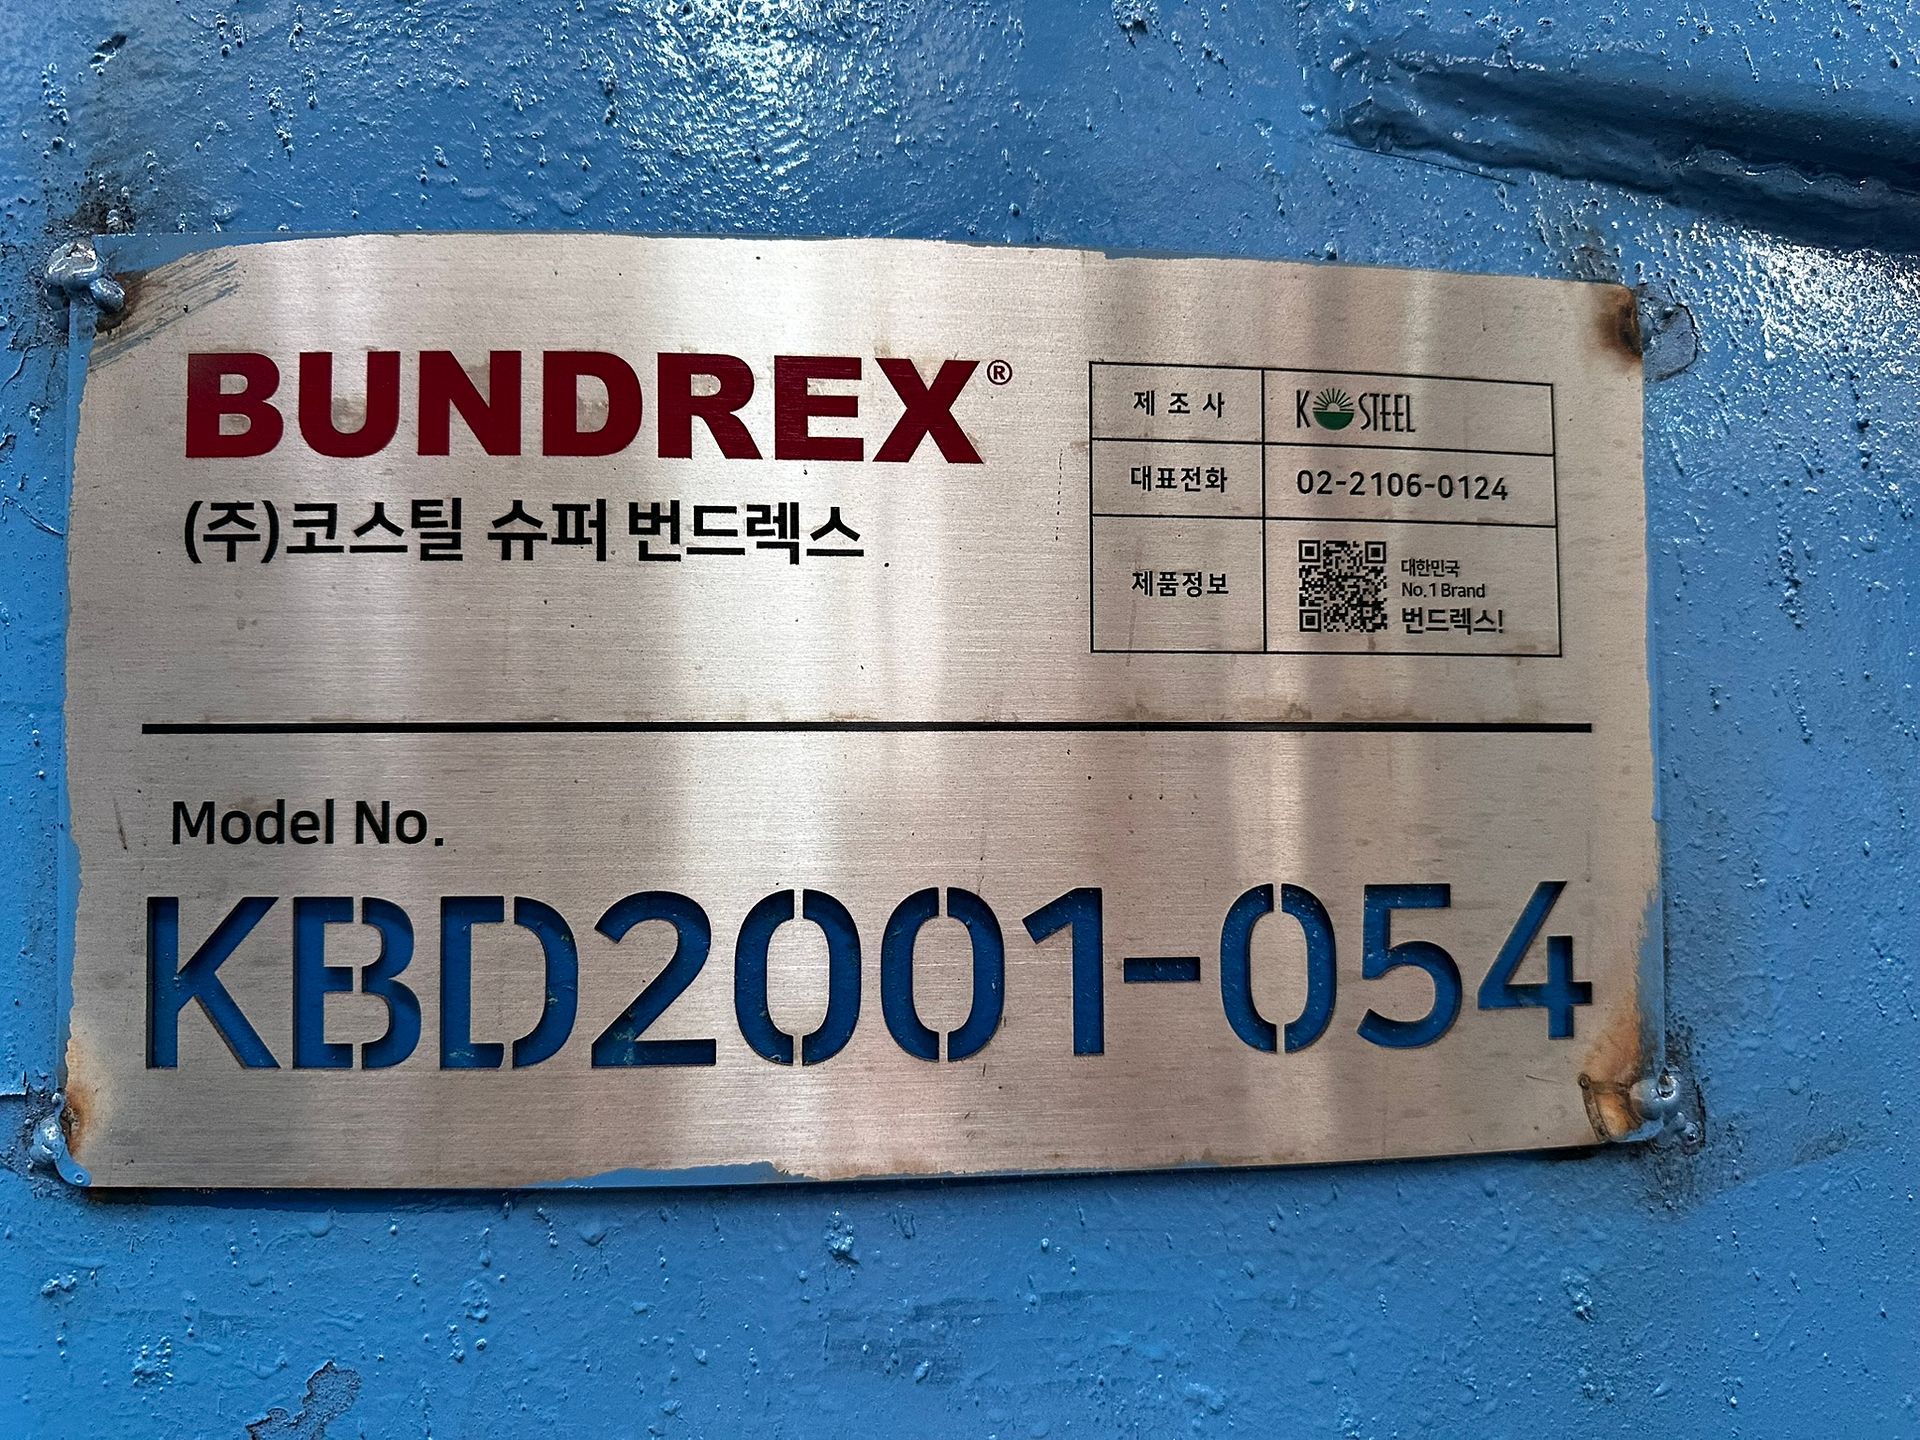 BUNDREX®
(주)코스틸 슈퍼 번드렉스
제 조 사 KOSTEEL
대표전화 02-2106-0124
제품정보
대한민국
No.1 Brand
번드렉스!
Model No.
KBD2001-054